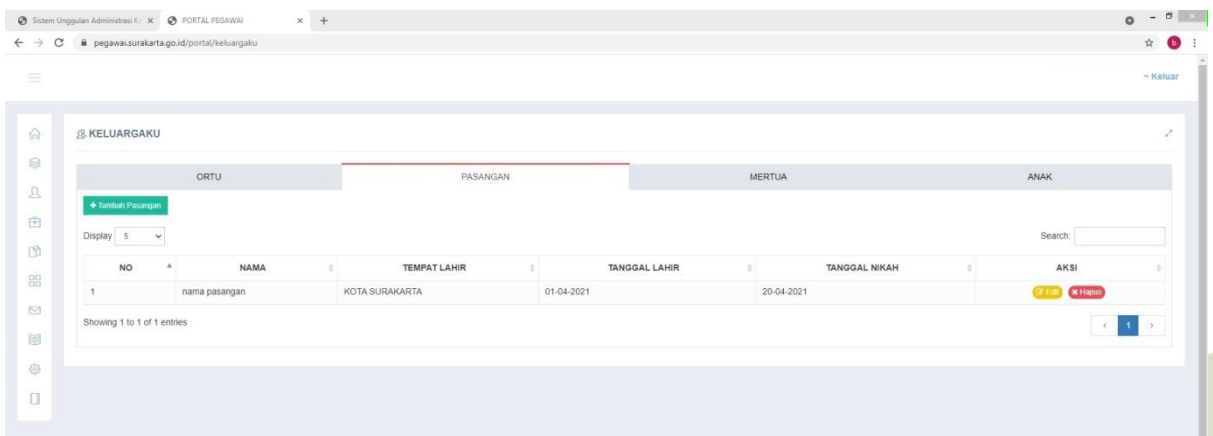 Sistem Unggulan Administrasi Ke
PORTAL PEGAWAI
pegawai.surakarta.go.id/portal/keluargaku
b
~ Keluar
KELUARGAKU
ORTU PASANGAN MERTUA ANAK
+ Tambah Pasangan
Display 5 Search:
NO NAMA TEMPAT LAHIR TANGGAL LAHIR TANGGAL NIKAH AKSI
1 nama pasangan KOTA SURAKARTA 01-04-2021 20-04-2021 Edit Hapus
Showing 1 to 1 of 1 entries
1